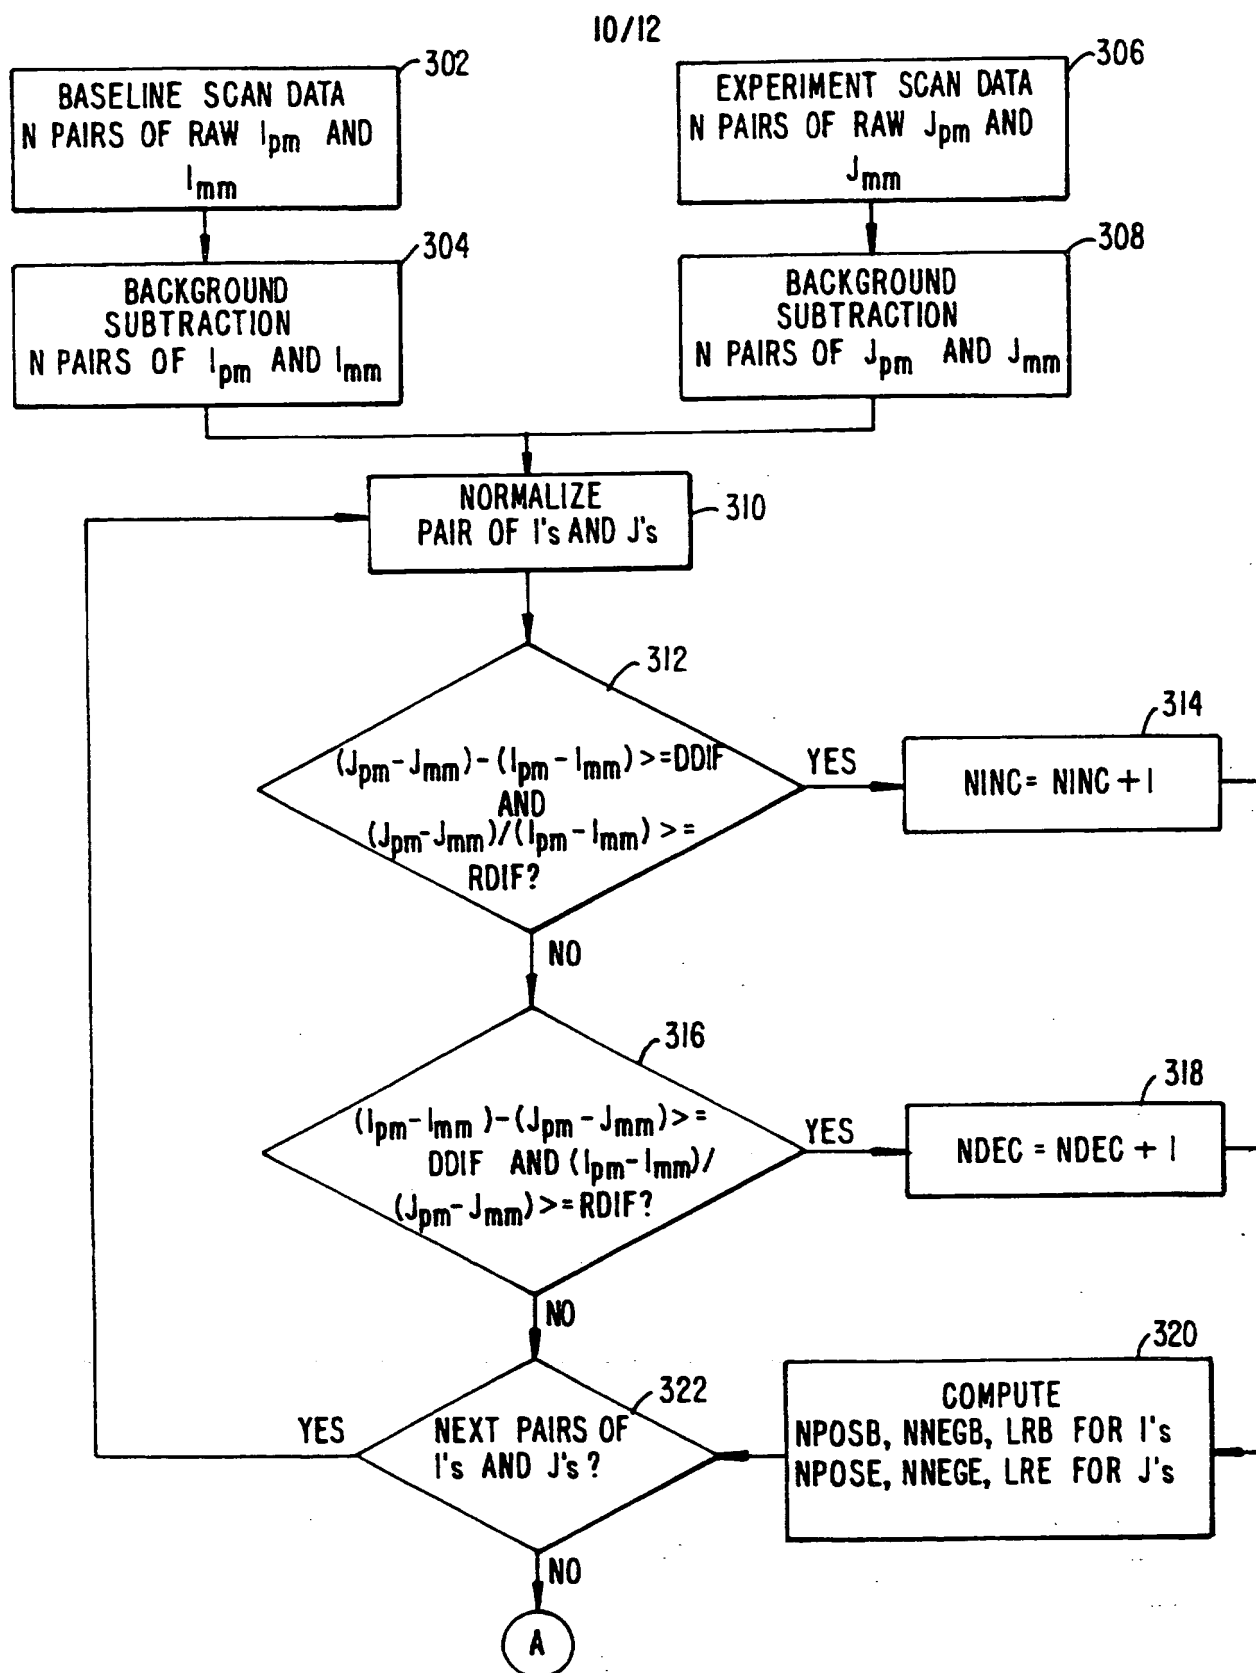 10/12
302
BASELINE SCAN DATA
N PAIRS OF RAW Ipm AND
Imm
306
EXPERIMENT SCAN DATA
N PAIRS OF RAW Jpm AND
Jmm
304
BACKGROUND
SUBTRACTION
N PAIRS OF Ipm AND Imm
308
BACKGROUND
SUBTRACTION
N PAIRS OF Jpm AND Jmm
NORMALIZE
PAIR OF I's AND J's
310
312
(Jpm-Jmm)-(Ipm-Imm)>=DDIF
AND
(Jpm-Jmm)/(Ipm-Imm)>=
RDIF?
YES
314
NINC= NINC+1
NO
316
(Ipm-Imm)-(Jpm-Jmm)>=
DDIF AND (Ipm-Imm)/
(Jpm-Jmm)>=RDIF?
YES
318
NDEC = NDEC + 1
NO
320
COMPUTE
NPOSB, NNEGB, LRB FOR I's
NPOSE, NNEGE, LRE FOR J's
322
NEXT PAIRS OF
I's AND J's?
YES
NO
A